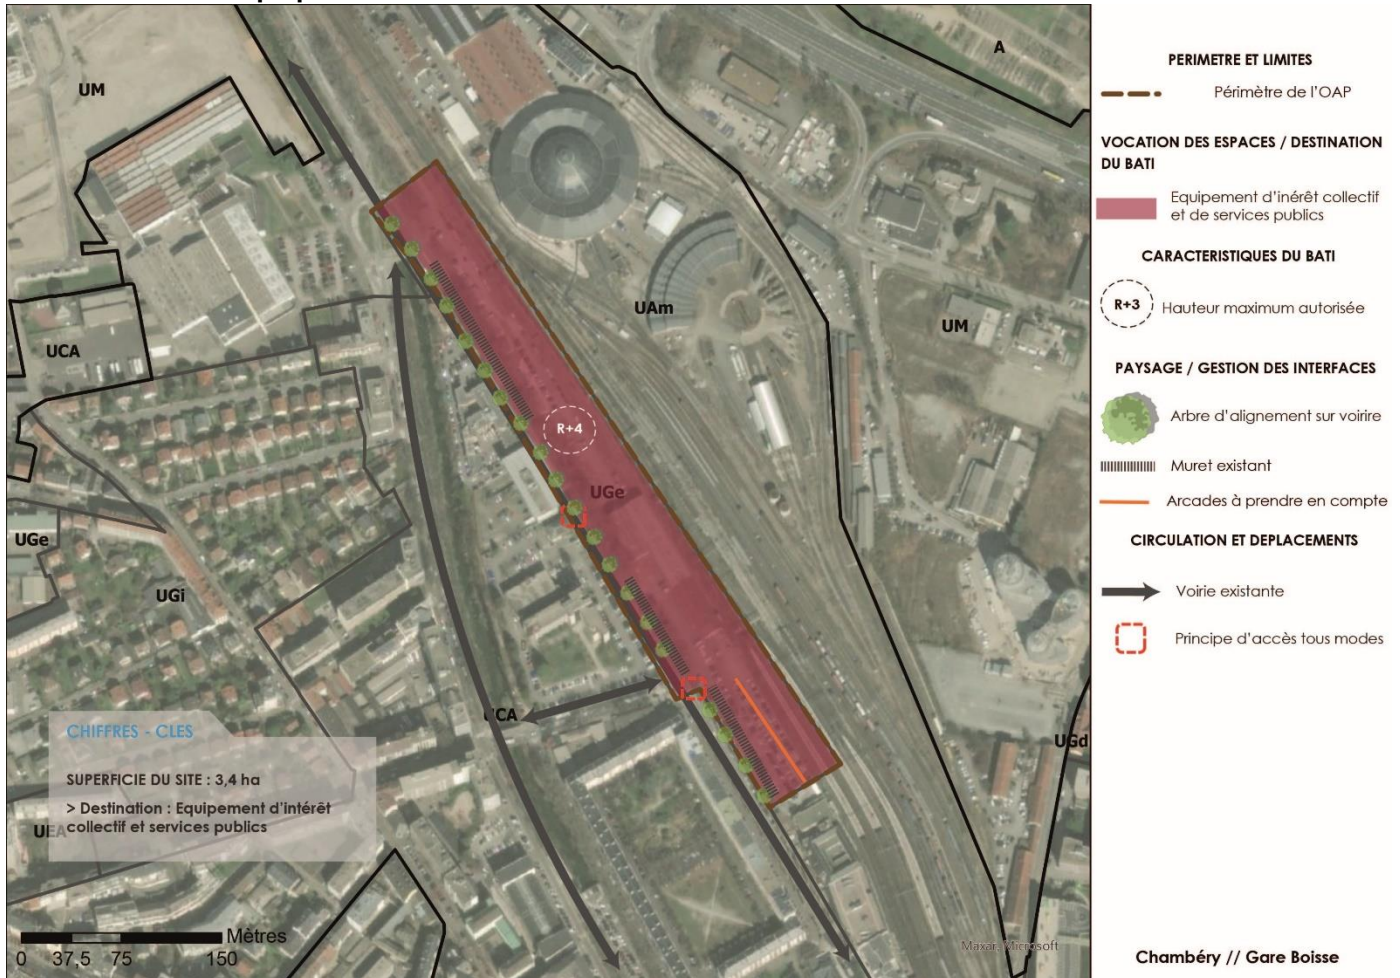 UM
A
UAm
UM
UCA
UGe
R+4
UGe
UGi
UCA
UGd
CHIFFRES - CLES
SUPERFICIE DU SITE : 3,4 ha
> Destination : Equipement d'intérêt
collectif et services publics
UEA
Mètres
0 37,5 75 150
Maxar, Microsoft
PERIMETRE ET LIMITES
Périmètre de l'OAP
VOCATION DES ESPACES / DESTINATION
DU BATI
Equipement d'inérêt collectif
et de services publics
CARACTERISTIQUES DU BATI
R+3
Hauteur maximum autorisée
PAYSAGE / GESTION DES INTERFACES
Arbre d'alignement sur voirire
Muret existant
Arcades à prendre en compte
CIRCULATION ET DEPLACEMENTS
Voirie existante
Principe d'accès tous modes
Chambéry // Gare Boisse